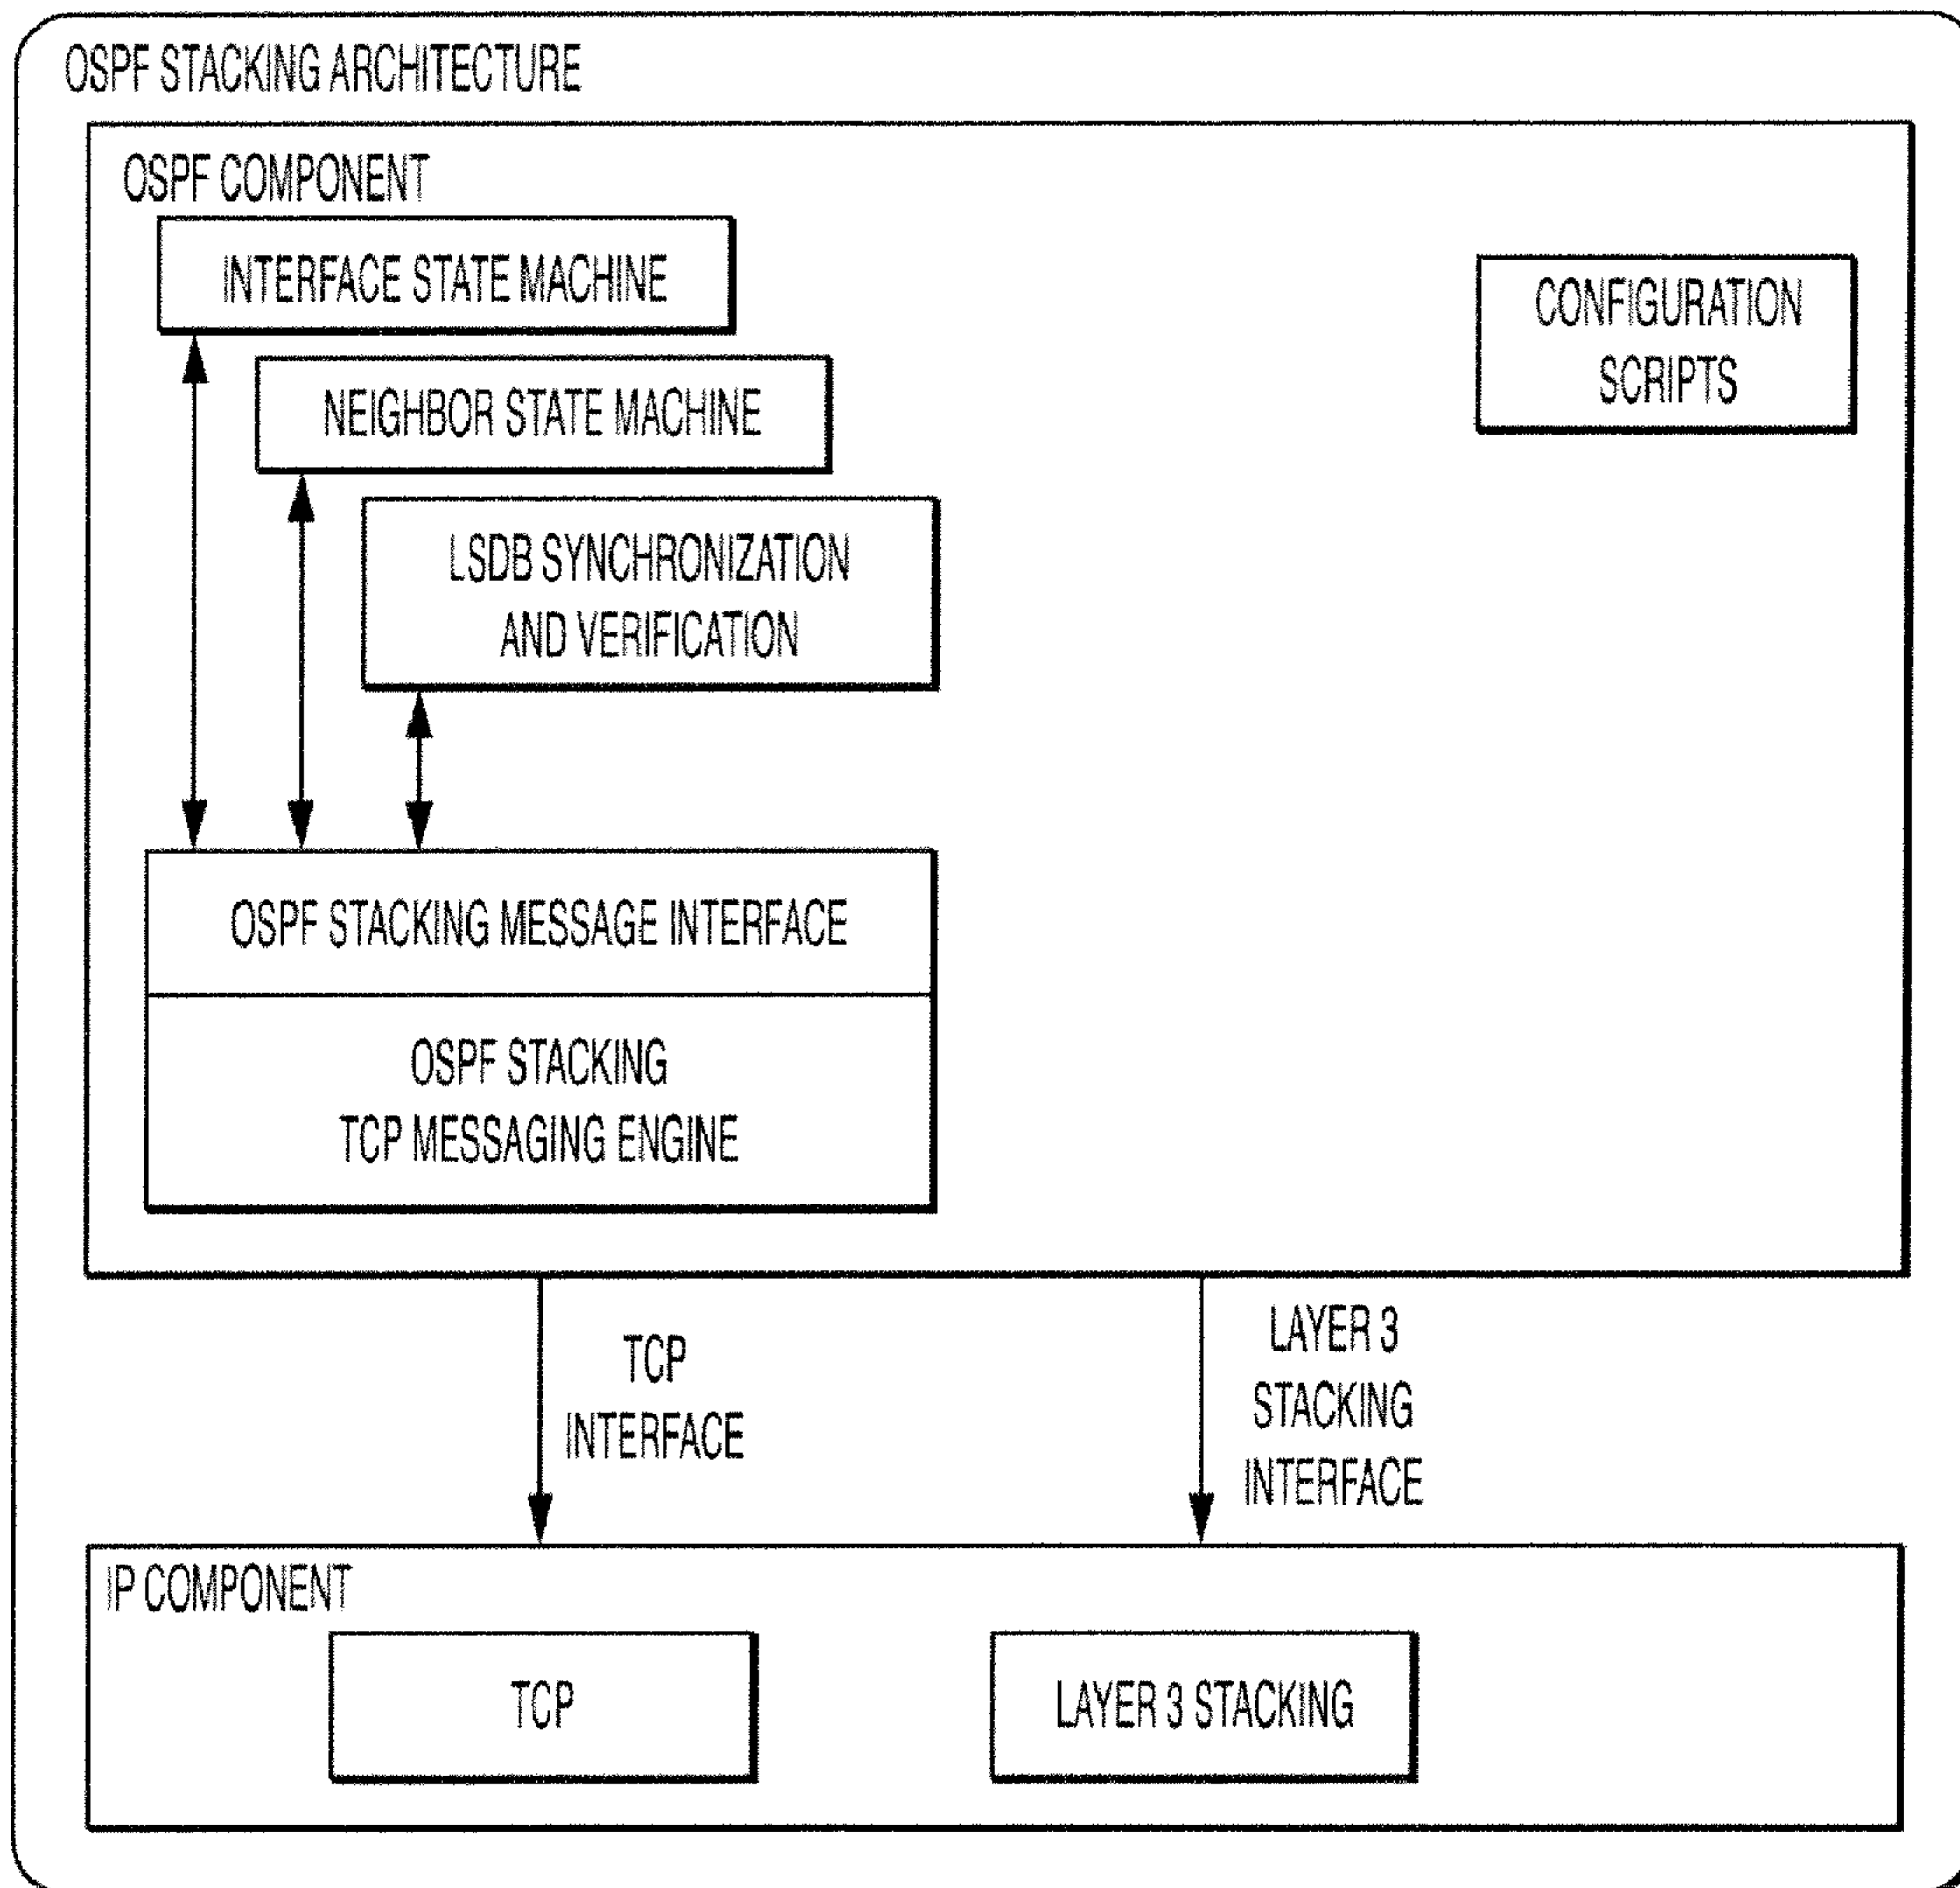 OSPF STACKING ARCHITECTURE
OSPF COMPONENT
INTERFACE STATE MACHINE
CONFIGURATION
SCRIPTS
NEIGHBOR STATE MACHINE
LSDB SYNCHRONIZATION
AND VERIFICATION
OSPF STACKING MESSAGE INTERFACE
OSPF STACKING
TCP MESSAGING ENGINE
TCP
INTERFACE
LAYER 3
STACKING
INTERFACE
IP COMPONENT
TCP
LAYER 3 STACKING